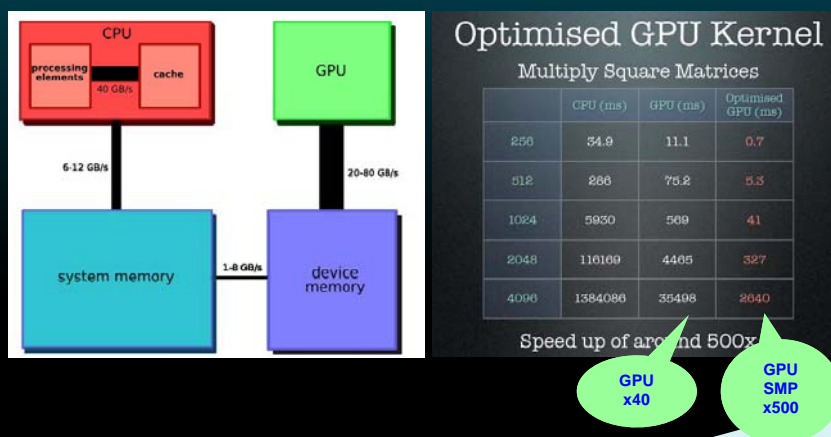 CPU
processing
elements
cache
40 GB/s
GPU
6-12 GB/s
20-80 GB/s
system memory
1-8 GB/s
device
memory
Optimised GPU Kernel
Multiply Square Matrices
CPU (ms) GPU (ms) Optimised GPU (ms)
256 34.9 11.1 0.7
512 286 75.2 5.3
1024 5930 569 41
2048 116169 4465 327
4096 1384086 35498 2640
Speed up of around 500x
GPU
x40
GPU
SMP
x500